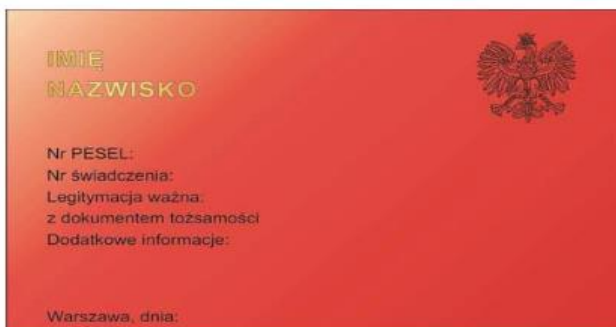 IMIĘ
NAZWISKO
Nr PESEL:
Nr świadczenia:
Legitymacja ważna:
z dokumentem tożsamości
Dodatkowe informacje:
Warszawa, dnia: